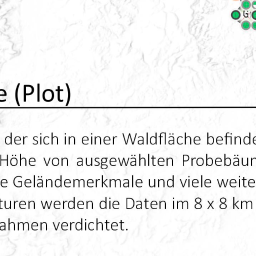 e (Plot)
der sich in einer Waldfläche befinde
Höhe von ausgewählten Probebäun
e Geländemerkmale und viele weite
turen werden die Daten im 8 x 8 km
ahmen verdichtet.